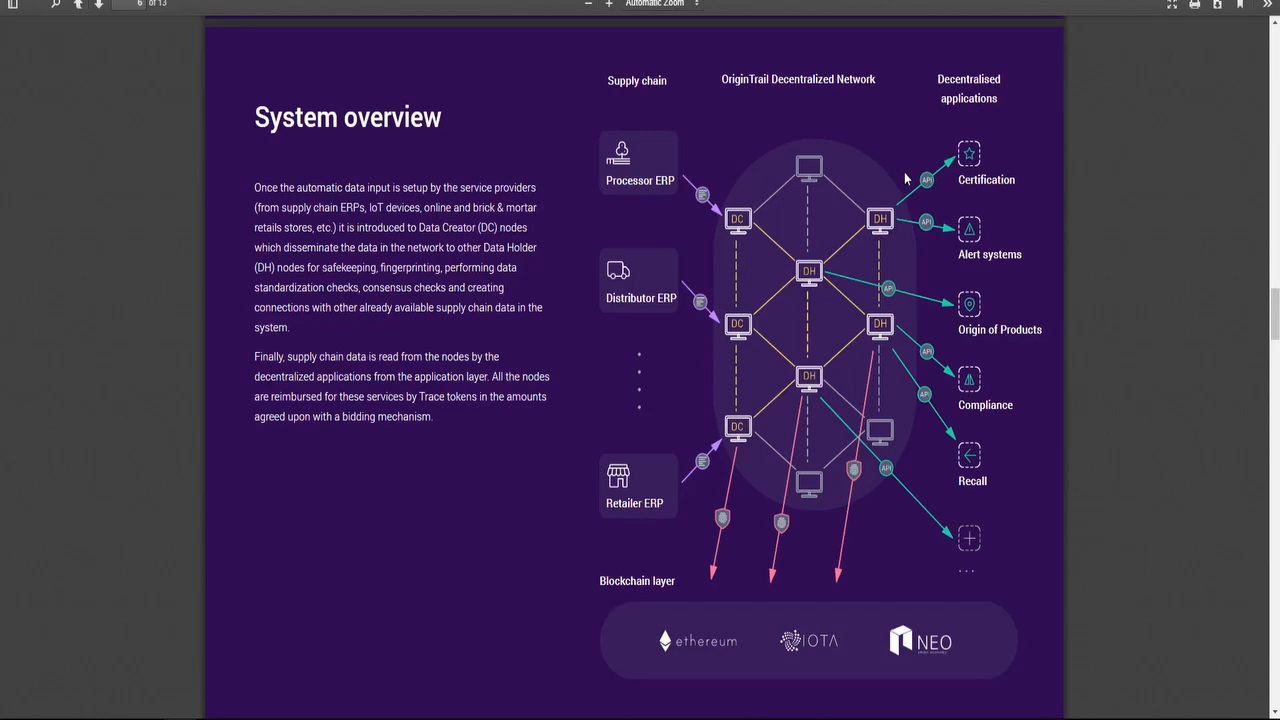 6 of 13
Automatic Zoom
System overview
Once the automatic data input is setup by the service providers
(from supply chain ERPs, IoT devices, online and brick & mortar
retails stores, etc.) it is introduced to Data Creator (DC) nodes
which disseminate the data in the network to other Data Holder
(DH) nodes for safekeeping, fingerprinting, performing data
standardization checks, consensus checks and creating
connections with other already available supply chain data in the
system.
Finally, supply chain data is read from the nodes by the
decentralized applications from the application layer. All the nodes
are reimbursed for these services by Trace tokens in the amounts
agreed upon with a bidding mechanism.
Supply chain
OriginTrail Decentralized Network
Decentralised
applications
Processor ERP
Distributor ERP
Retailer ERP
DC
DH
DH
DC
DH
DH
DC
API
API
API
API
API
API
Certification
Alert systems
Origin of Products
Compliance
Recall
...
Blockchain layer
ethereum
IOTA
NEO